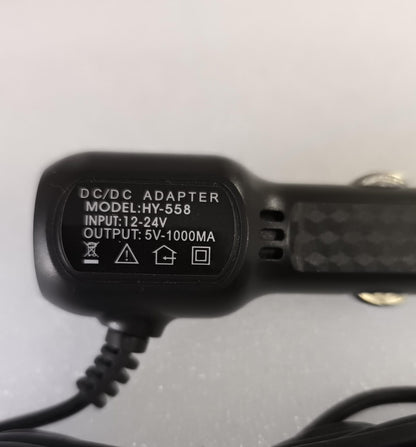 DC/DC ADAPTER
MODEL:HY-558
INPUT:12-24V
OUTPUT: 5V-1000MA